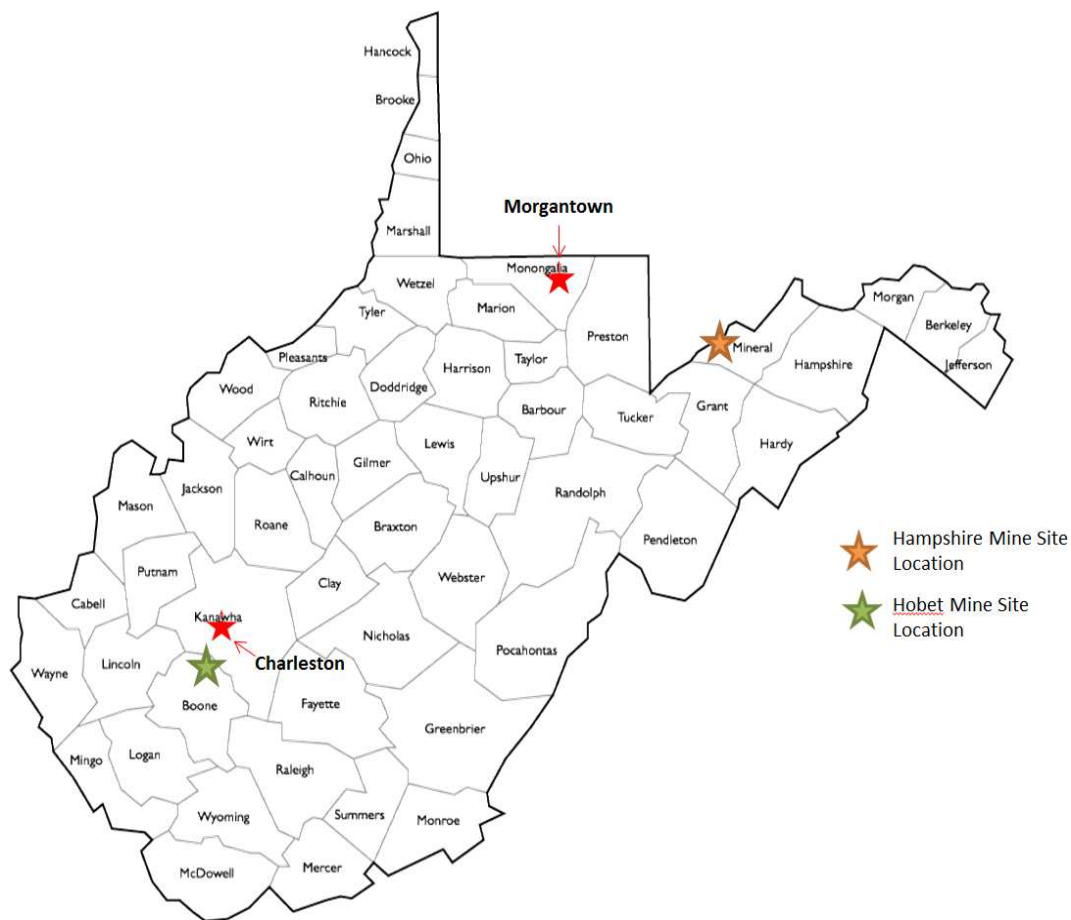 Hancock
Brooke
Ohio
Marshall
Morgantown
Monongalia
Wetzel
Marion
Tyler
Preston
Morgan
Berkeley
Jefferson
Mineral
Hampshire
Pleasants
Taylor
Harrison
Doddridge
Wood
Ritchie
Barbour
Tucker
Grant
Wirt
Lewis
Gilmer
Hardy
Calhoun
Upshur
Jackson
Randolph
Mason
Roane
Braxton
Pendleton
Hampshire Mine Site
Location
Putnam
Clay
Webster
Cabell
Kanawha
Hobet Mine Site
Location
Nicholas
Pocahontas
Charleston
Lincoln
Wayne
Boone
Fayette
Greenbrier
Mingo
Logan
Raleigh
Wyoming
Summers
Monroe
McDowell
Mercer